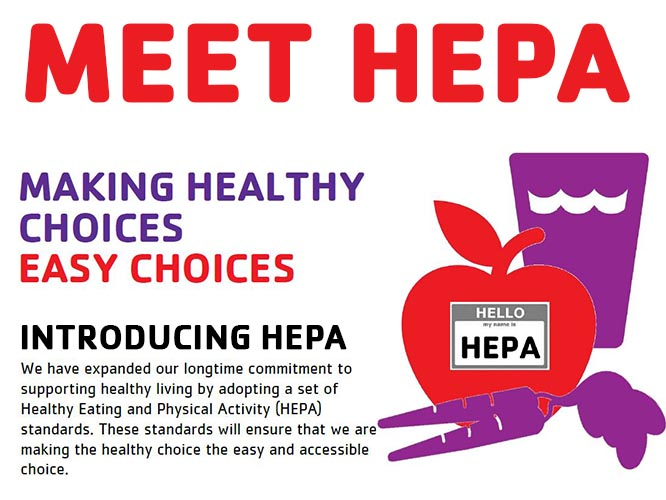 MEET HEPA
MAKING HEALTHY
CHOICES
EASY CHOICES
INTRODUCING HEPA
We have expanded our longtime commitment to
supporting healthy living by adopting a set of
Healthy Eating and Physical Activity (HEPA)
standards. These standards will ensure that we are
making the healthy choice the easy and accessible
choice.
HELLO
my name is
HEPA